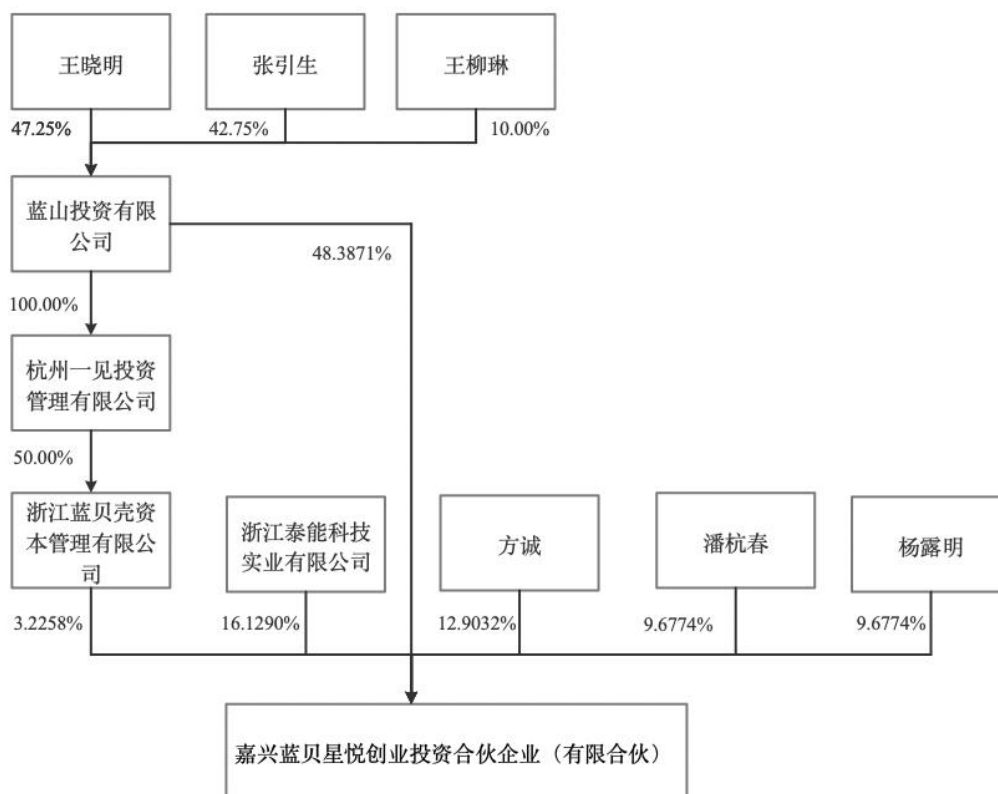 王晓明
张引生
王柳琳
47.25%
42.75%
10.00%
蓝山投资有限
公司
48.3871%
100.00%
杭州一见投资
管理有限公司
50.00%
浙江蓝贝壳资
本管理有限公
司
浙江泰能科技
实业有限公司
方诚
潘杭春
杨露明
3.2258%
16.1290%
12.9032%
9.6774%
9.6774%
嘉兴蓝贝星悦创业投资合伙企业（有限合伙）